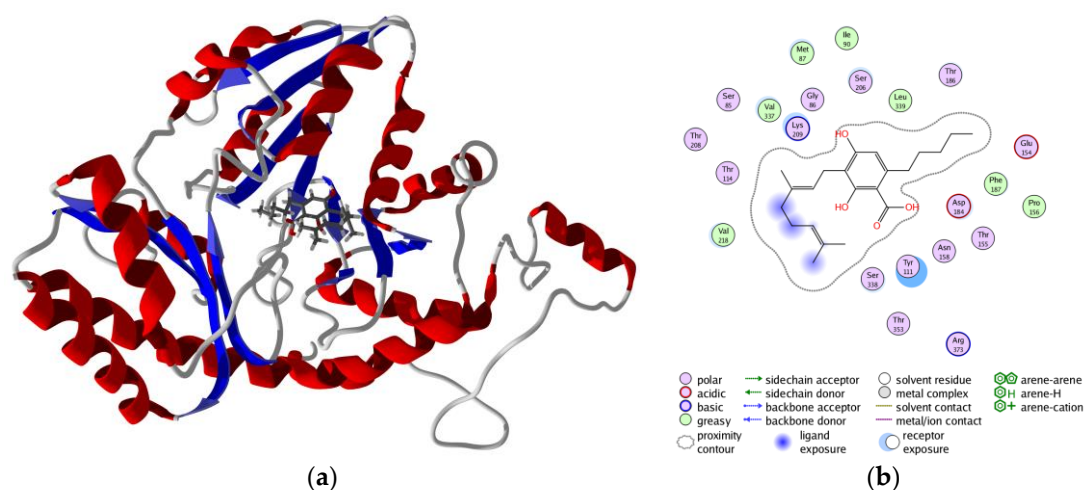 Ile
90
Met
87
Ser
206
Thr
186
Ser
85
Gly
86
Leu
339
Val
337
Lys
209
Thr
208
Glu
154
Thr
114
Phe
187
Pro
156
Asp
184
Val
218
Thr
155
Asn
158
Tyr
111
Ser
338
Thr
353
Arg
373
HO
HO
OH
O
polar
acidic
basic
greasy
proximity
contour
sidechain acceptor
sidechain donor
backbone acceptor
backbone donor
ligand
exposure
solvent residue
metal complex
solvent contact
metal/ion contact
receptor
exposure
arene-arene
H arene-H
+ arene-cation
(a)
(b)